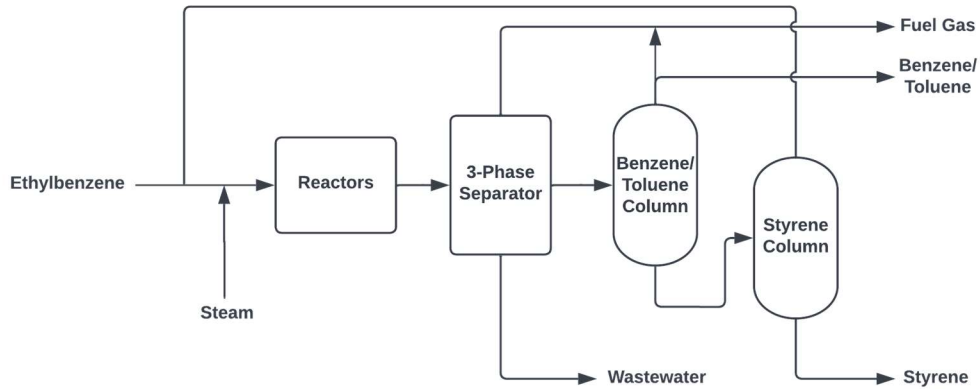 Fuel Gas
Benzene/
Toluene
Ethylbenzene
Reactors
3-Phase
Separator
Benzene/
Toluene
Column
Styrene
Column
Steam
Wastewater
Styrene